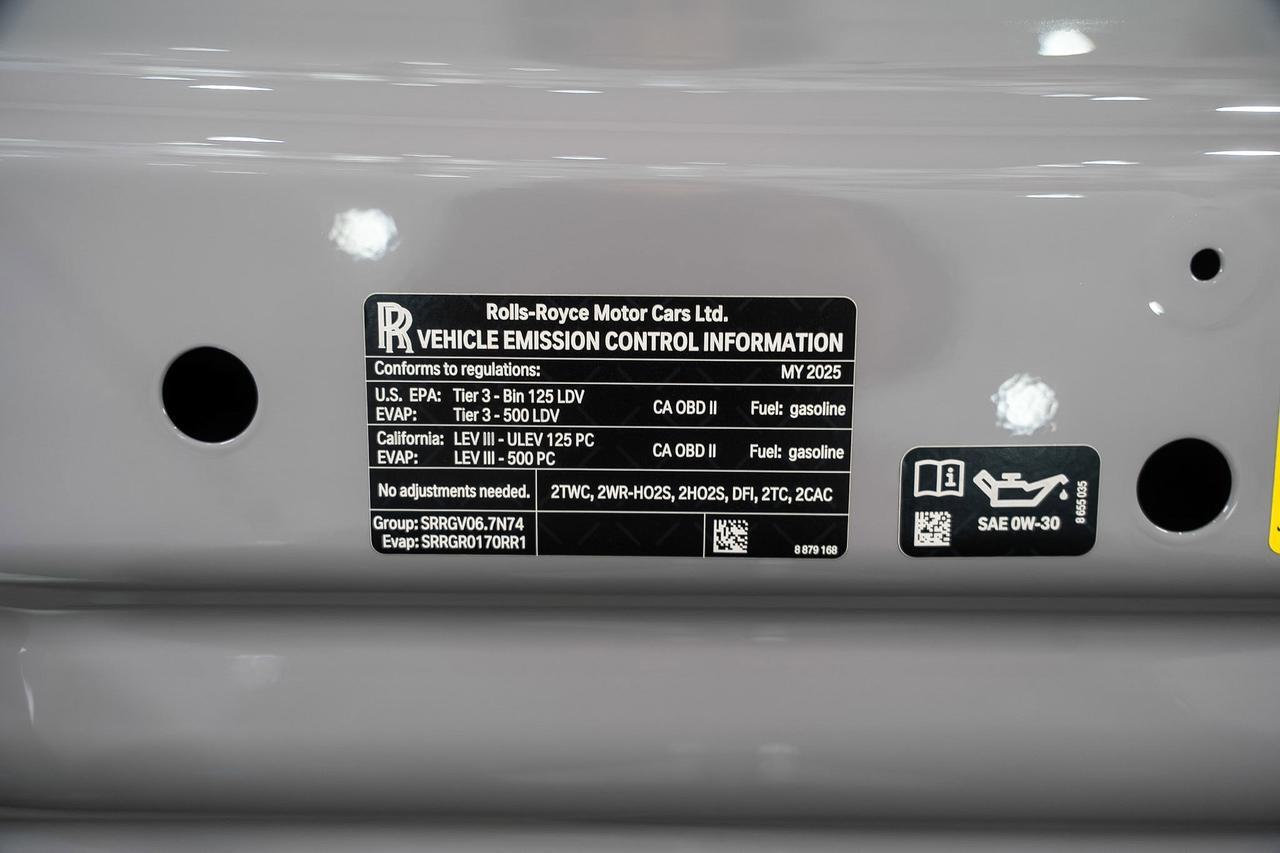 RR
Rolls-Royce Motor Cars Ltd.
VEHICLE EMISSION CONTROL INFORMATION
Conforms to regulations: MY 2025
U.S. EPA: Tier 3 - Bin 125 LDV CA OBD II Fuel: gasoline
EVAP: Tier 3 - 500 LDV
California: LEV III - ULEV 125 PC CA OBD II Fuel: gasoline
EVAP: LEV III - 500 PC
No adjustments needed. 2TWC, 2WR-HO2S, 2HO2S, DFI, 2TC, 2CAC
Group: SRRGV06.7N74
Evap: SRRGR0170RR1
8 879 168
i
SAE 0W-30
8 655 035